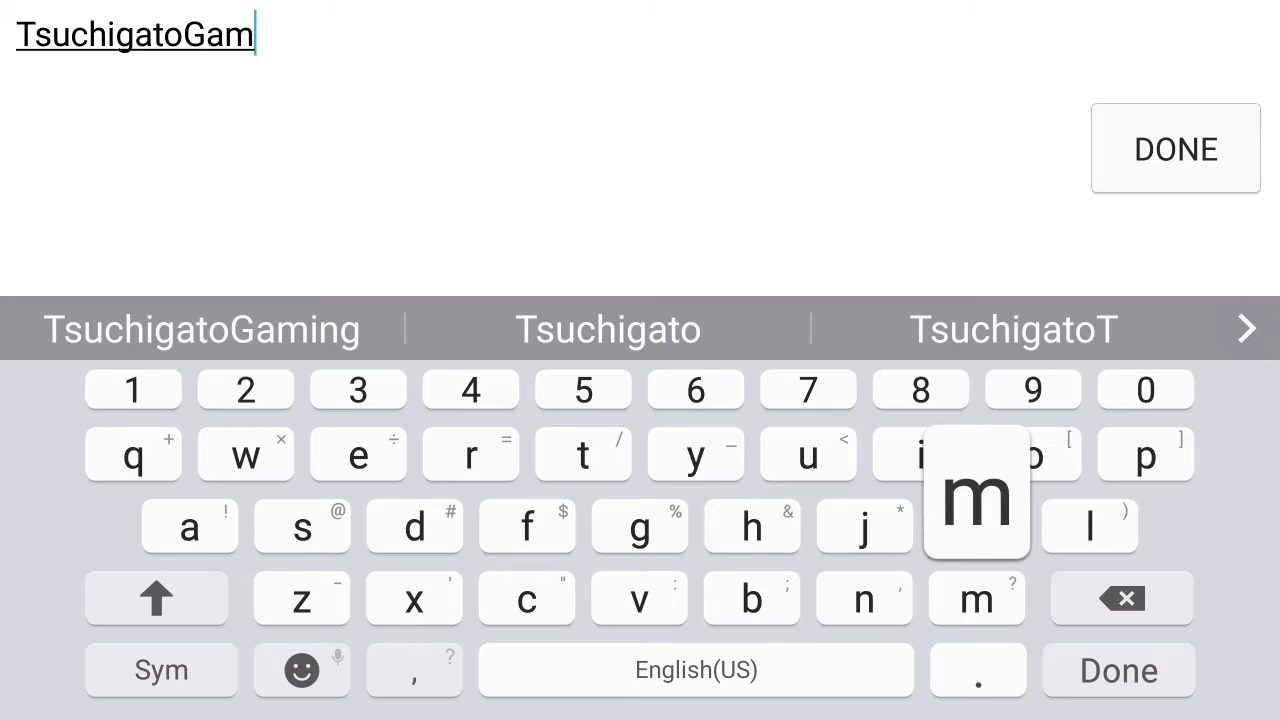 TsuchigatoGam
DONE
TsuchigatoGaming Tsuchigato TsuchigatoT
1 2 3 4 5 6 7 8 9 0
q + w × e ÷ r = t / y _ u < i o [ p ]
a ! s @ d # f $ g % h & j * m l )
z - x ' c " v : b ; n , m ?
Sym , ? English(US) . Done